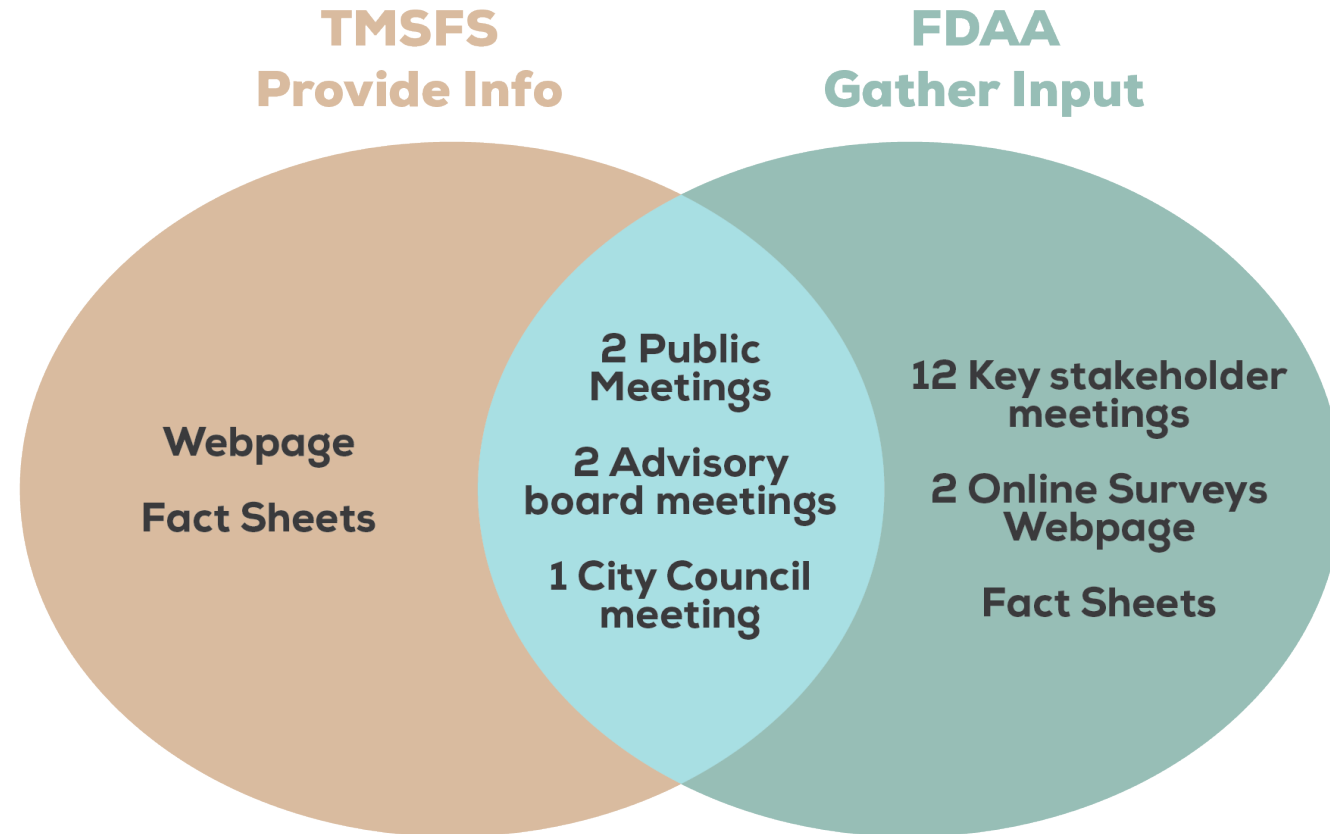 TMSFS
Provide Info
FDAA
Gather Input
Webpage
Fact Sheets
2 Public
Meetings
2 Advisory
board meetings
1 City Council
meeting
12 Key stakeholder
meetings
2 Online Surveys
Webpage
Fact Sheets